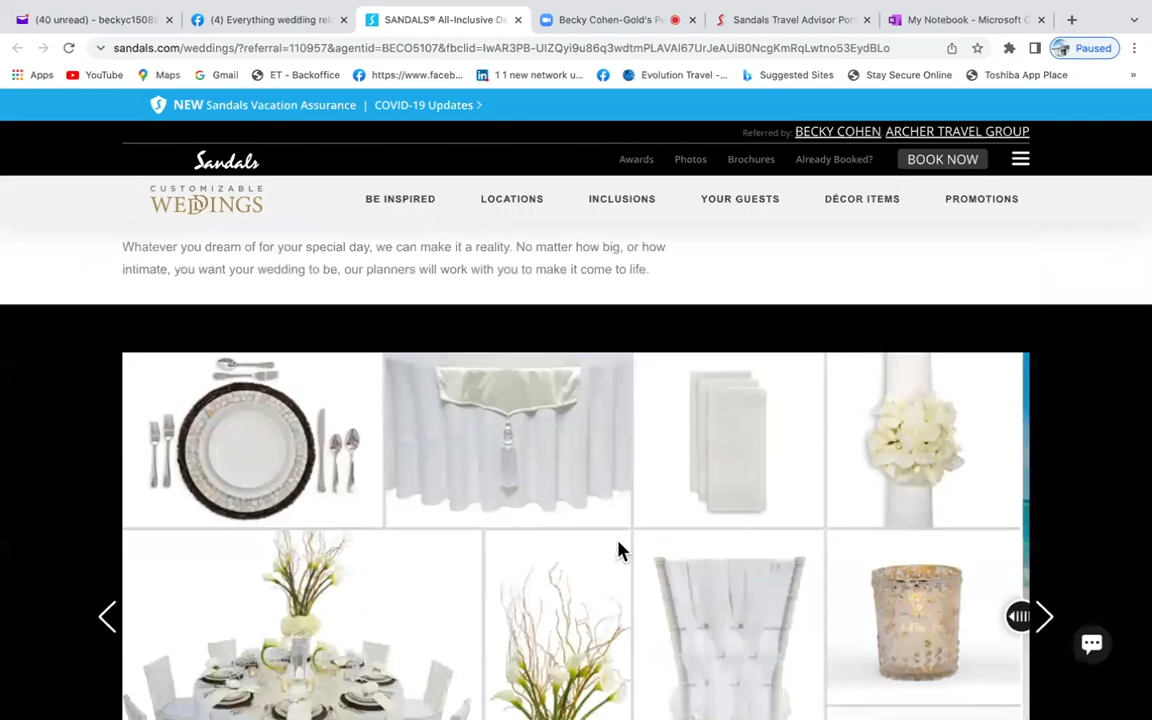 (40 unread) - beckyc1508
(4) Everything wedding rel
SANDALS® All-Inclusive De
Becky Cohen-Gold's P
Sandals Travel Advisor Por
My Notebook - Microsoft O
sandals.com/weddings/?referral=110957&agentid=BECO5107&fbclid=IwAR3PB-UIZQyi9u86q3wdtmPLAVAl67UrJeAUiB0NcgKmRqLwtno53EydBLo
Paused
Apps
YouTube
Maps
Gmail
ET - Backoffice
https://www.faceb...
1 1 new network u...
Evolution Travel -...
Suggested Sites
Stay Secure Online
Toshiba App Place
»
NEW Sandals Vacation Assurance | COVID-19 Updates >
Referred by: BECKY COHEN ARCHER TRAVEL GROUP
Sandals
Awards
Photos
Brochures
Already Booked?
BOOK NOW
CUSTOMIZABLE
WEDDINGS
BE INSPIRED
LOCATIONS
INCLUSIONS
YOUR GUESTS
DÉCOR ITEMS
PROMOTIONS
Whatever you dream of for your special day, we can make it a reality. No matter how big, or how
intimate, you want your wedding to be, our planners will work with you to make it come to life.